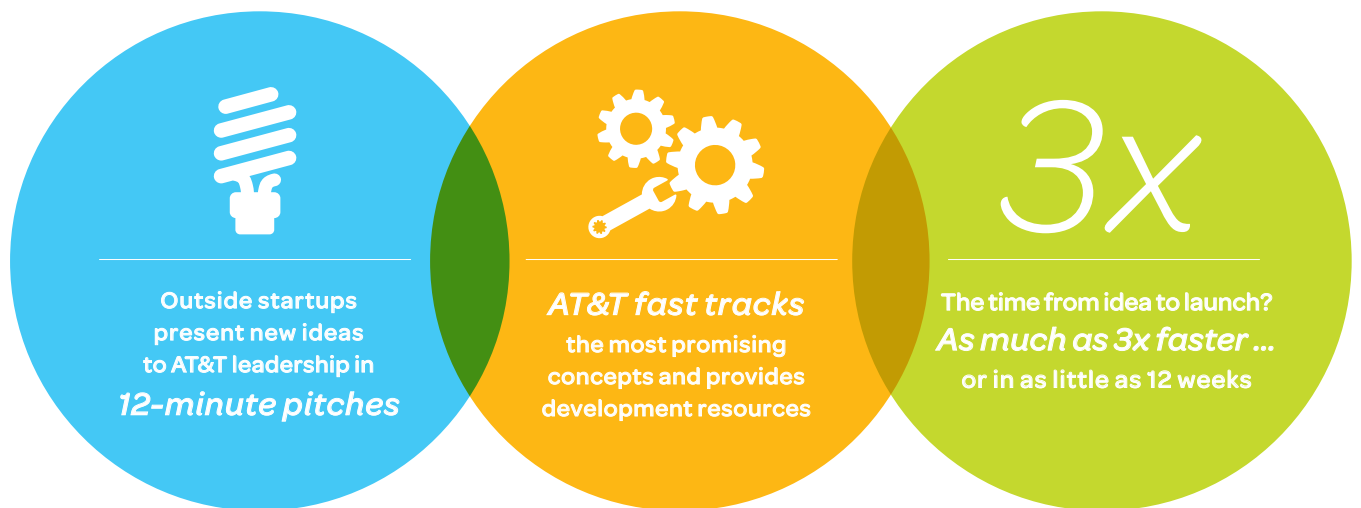 Outside startups
present new ideas
to AT&T leadership in
12-minute pitches
AT&T fast tracks
the most promising
concepts and provides
development resources
3x
The time from idea to launch?
As much as 3x faster ...
or in as little as 12 weeks